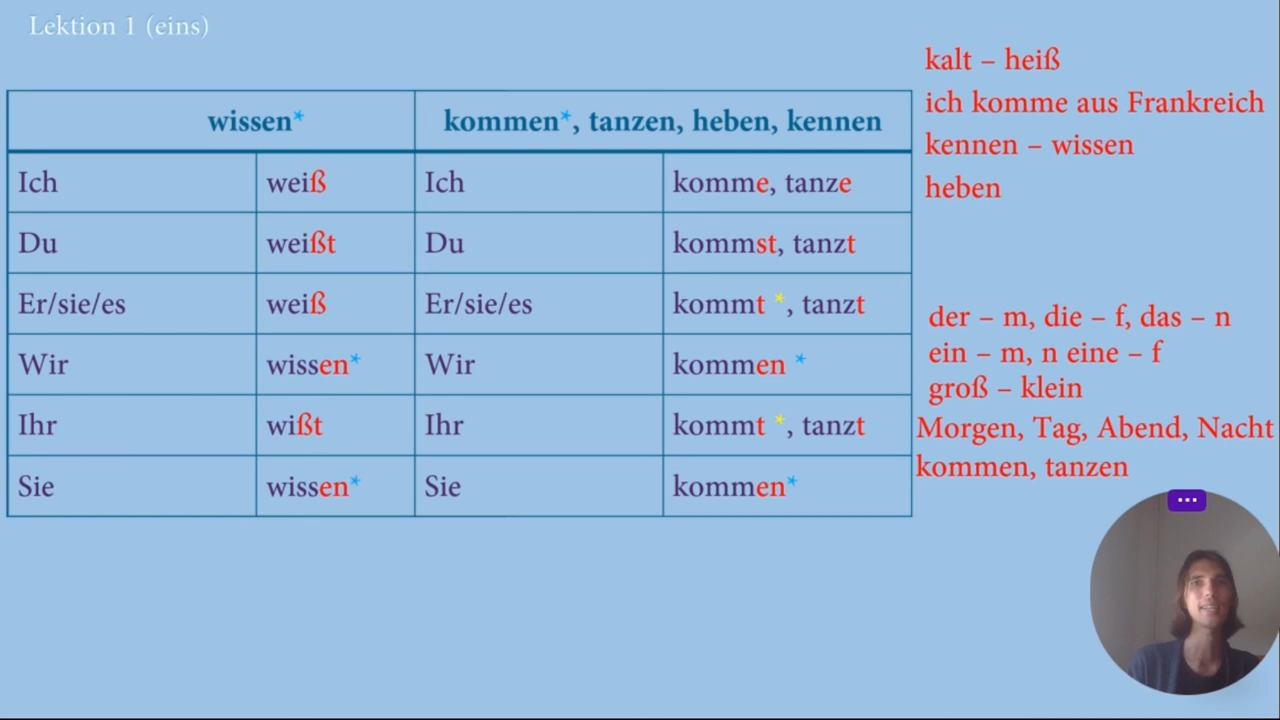 Lektion 1 (eins)
wissen* kommen*, tanzen, heben, kennen
Ich weiß Ich komme, tanze
Du weißt Du kommst, tanzt
Er/sie/es weiß Er/sie/es kommt *, tanzt
Wir wissen* Wir kommen *
Ihr wißt Ihr kommt *, tanzt
Sie wissen* Sie kommen*
kalt – heiß
ich komme aus Frankreich
kennen – wissen
heben
der – m, die – f, das – n
ein – m, n eine – f
groß – klein
Morgen, Tag, Abend, Nacht
kommen, tanzen